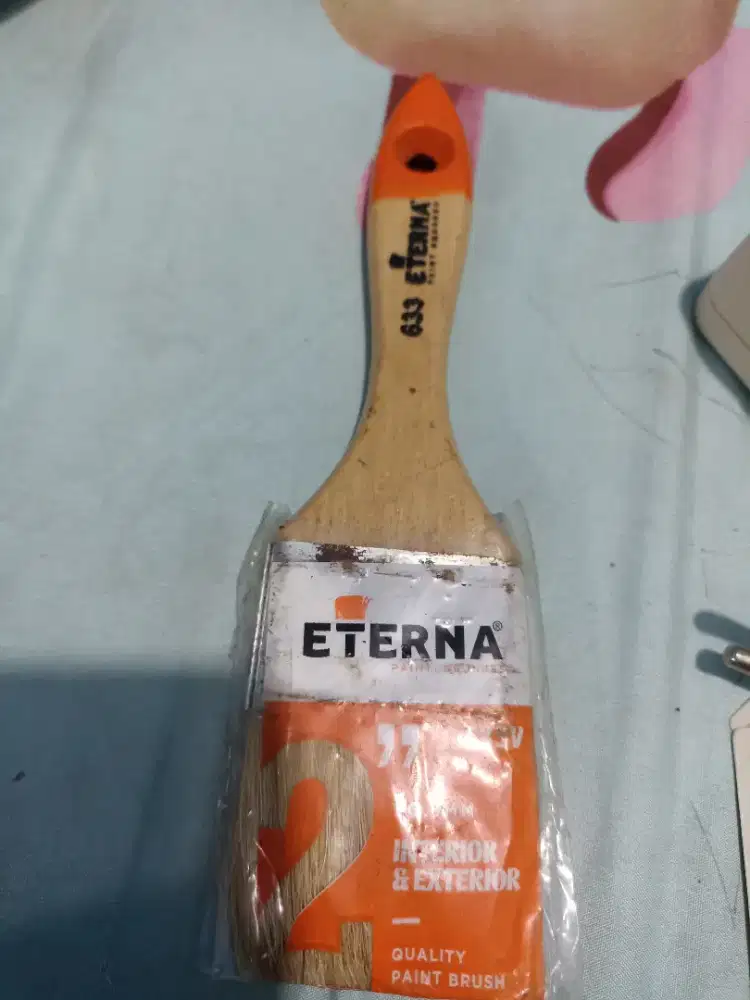 633 ETERNA
ETERNA®
2"
INTERIOR
& EXTERIOR
QUALITY
PAINT BRUSH